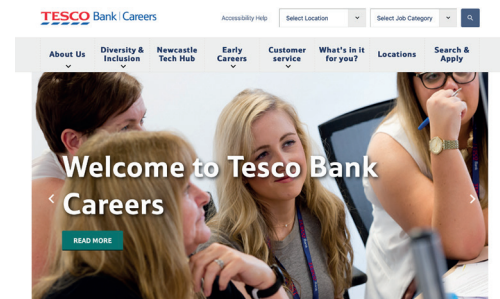 TESCO Bank | Careers
Accessibility Help
Select Location
Select Job Category
About Us
Diversity &
Inclusion
Newcastle
Tech Hub
Early
Careers
Customer
service
What's in it
for you?
Locations
Search &
Apply
Welcome to Tesco Bank
Careers
READ MORE